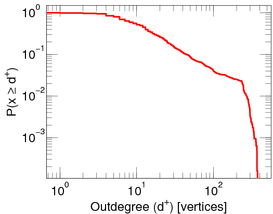 10⁰
10⁻¹
10⁻²
10⁻³
P(x ≥ d⁺)
10⁰ 10¹ 10²
Outdegree (d⁺) [vertices]